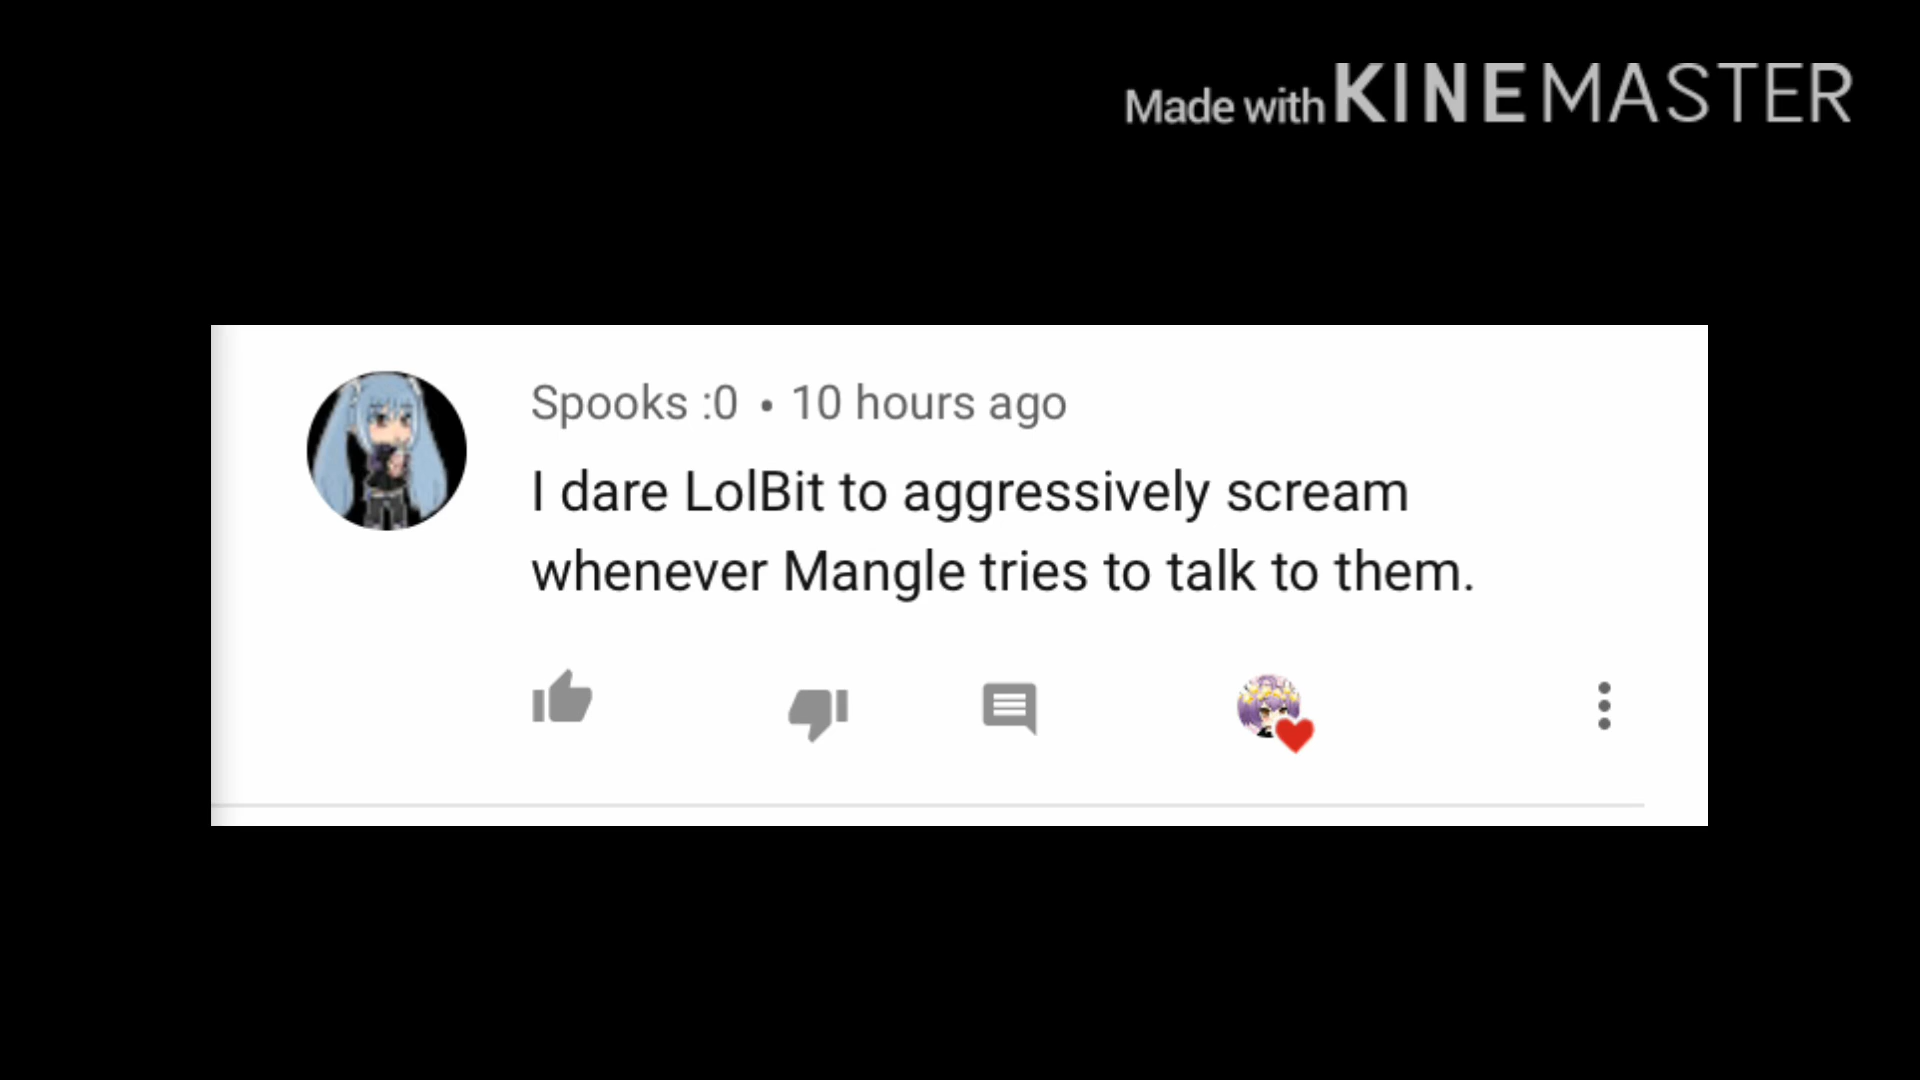 Made with KINEMASTER
Spooks :0 • 10 hours ago
I dare LolBit to aggressively scream
whenever Mangle tries to talk to them.